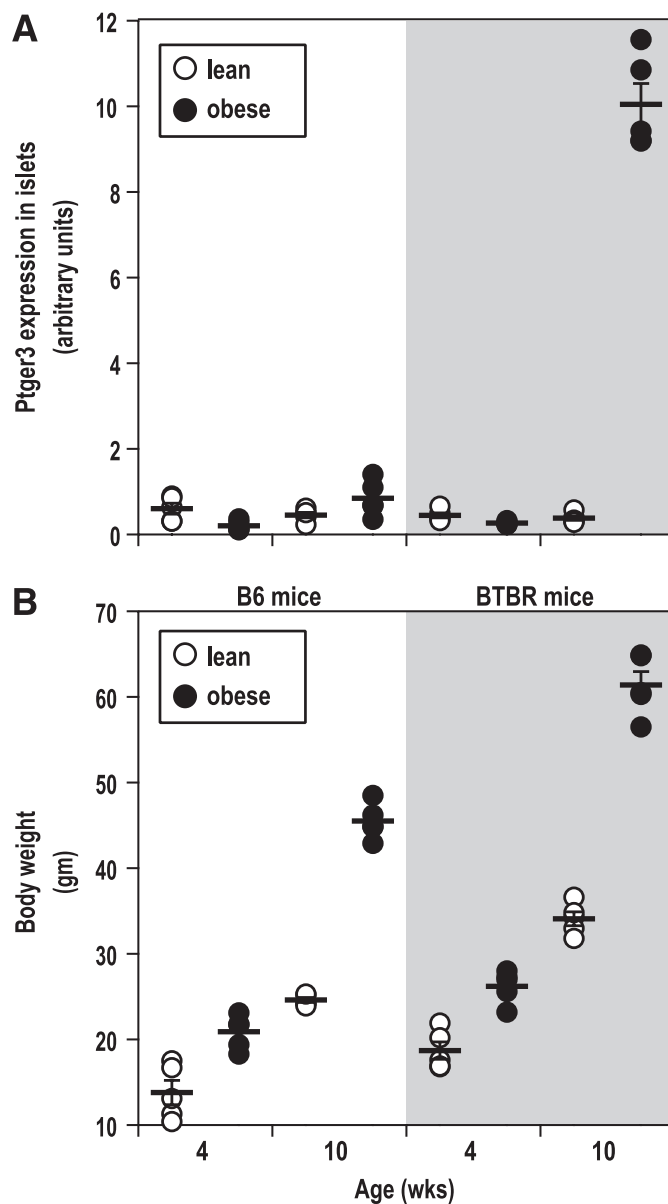 A
12
10
8
6
4
2
0
Ptger3 expression in islets
(arbitrary units)
lean
obese
B
B6 mice
BTBR mice
70
60
50
40
30
20
10
Body weight
(gm)
lean
obese
4
10
4
10
Age (wks)